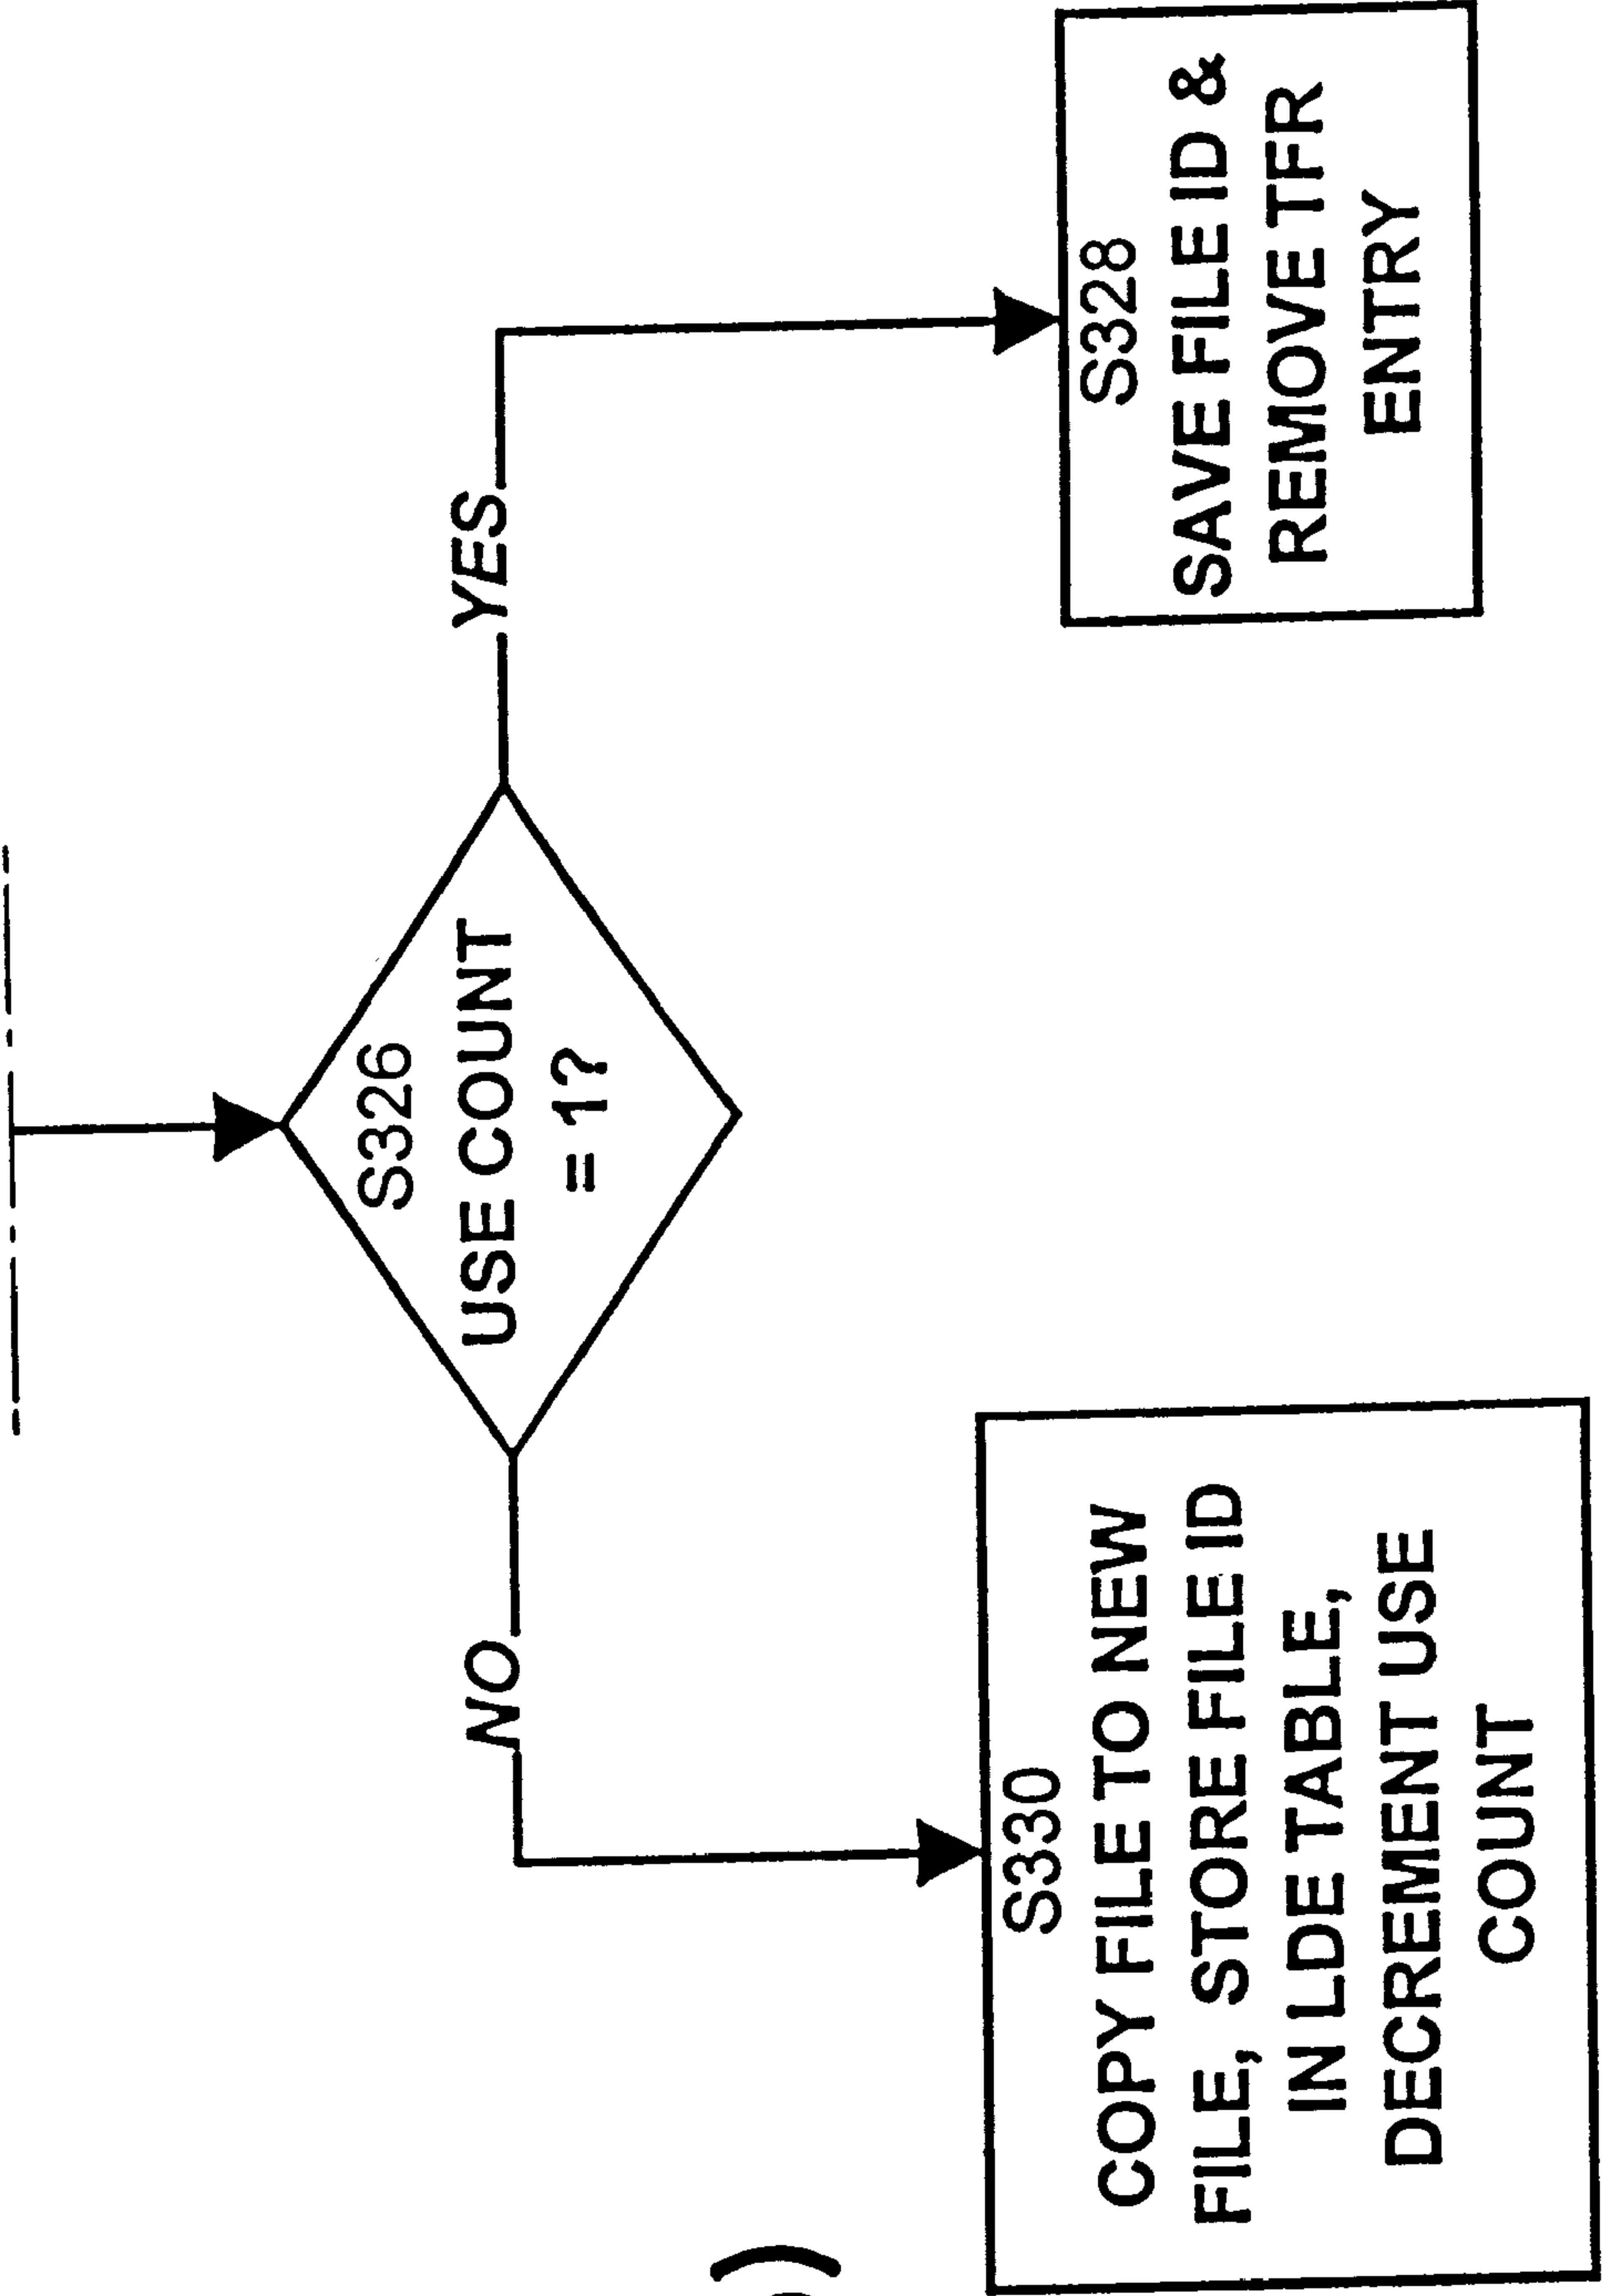 S326
USE COUNT
= 1?
NO
YES
S330
COPY FILE TO NEW
FILE, STORE FILE ID
IN LDE TABLE,
DECREMENT USE
COUNT
S328
SAVE FILE ID &
REMOVE TFR
ENTRY
)